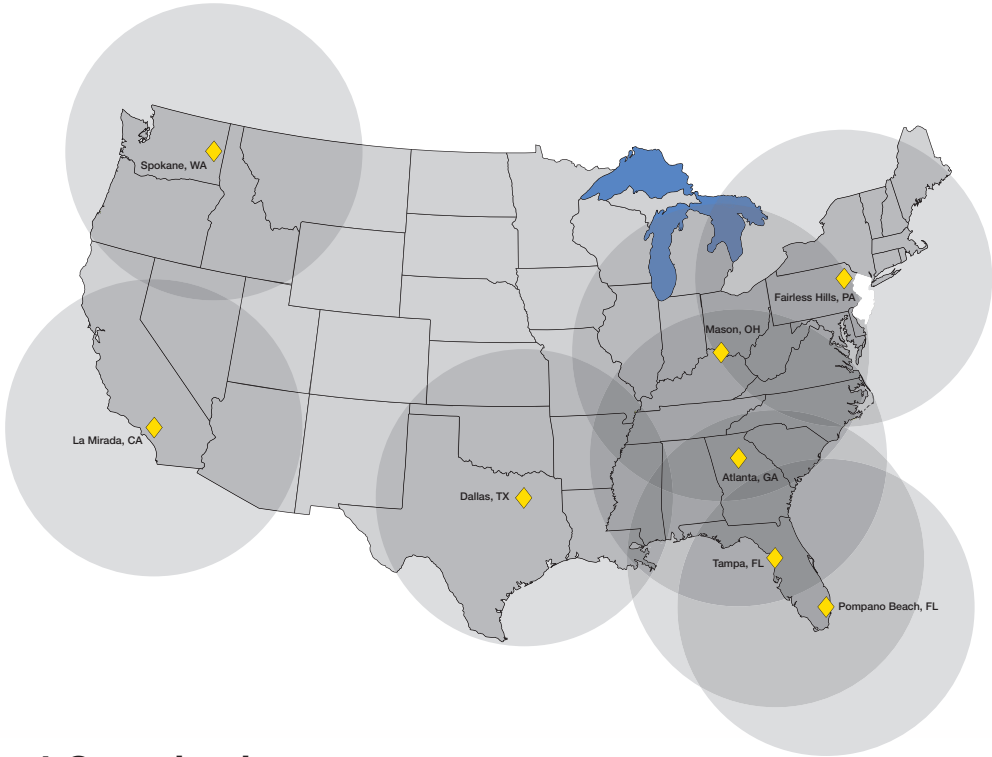 Spokane, WA
Fairless Hills, PA
Mason, OH
La Mirada, CA
Atlanta, GA
Dallas, TX
Tampa, FL
Pompano Beach, FL